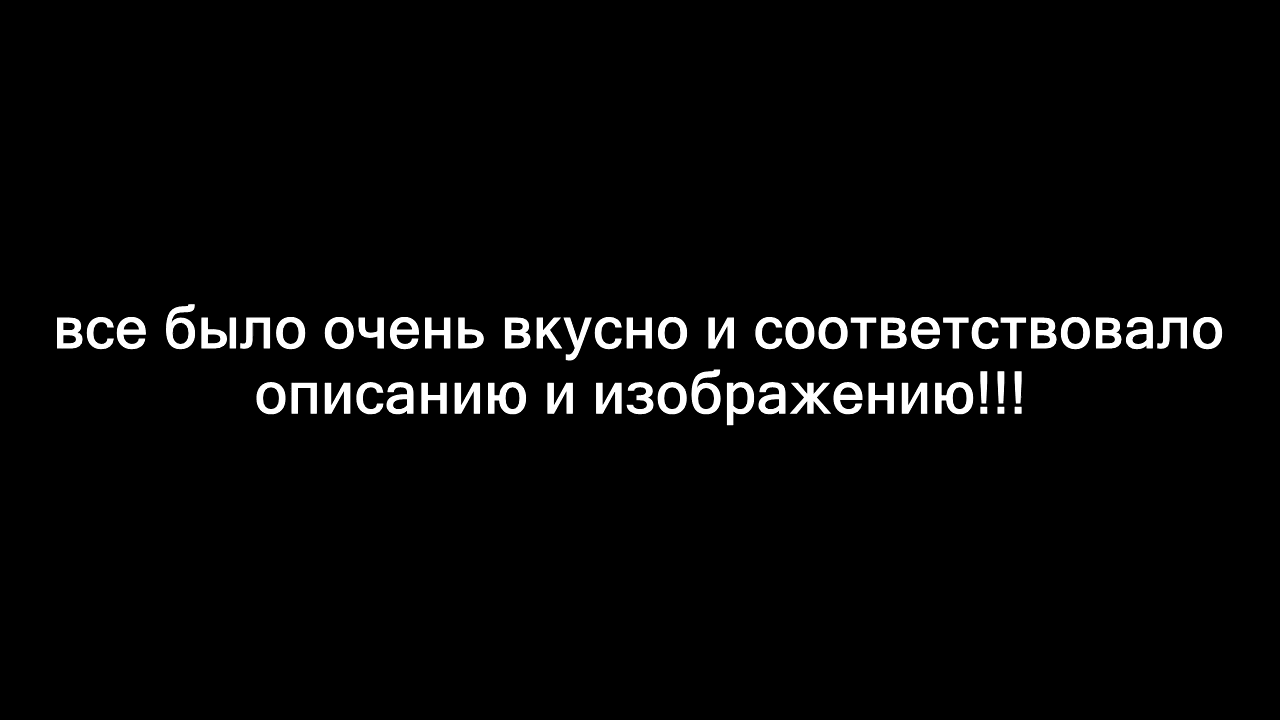 все было очень вкусно и соответствовало
описанию и изображению!!!